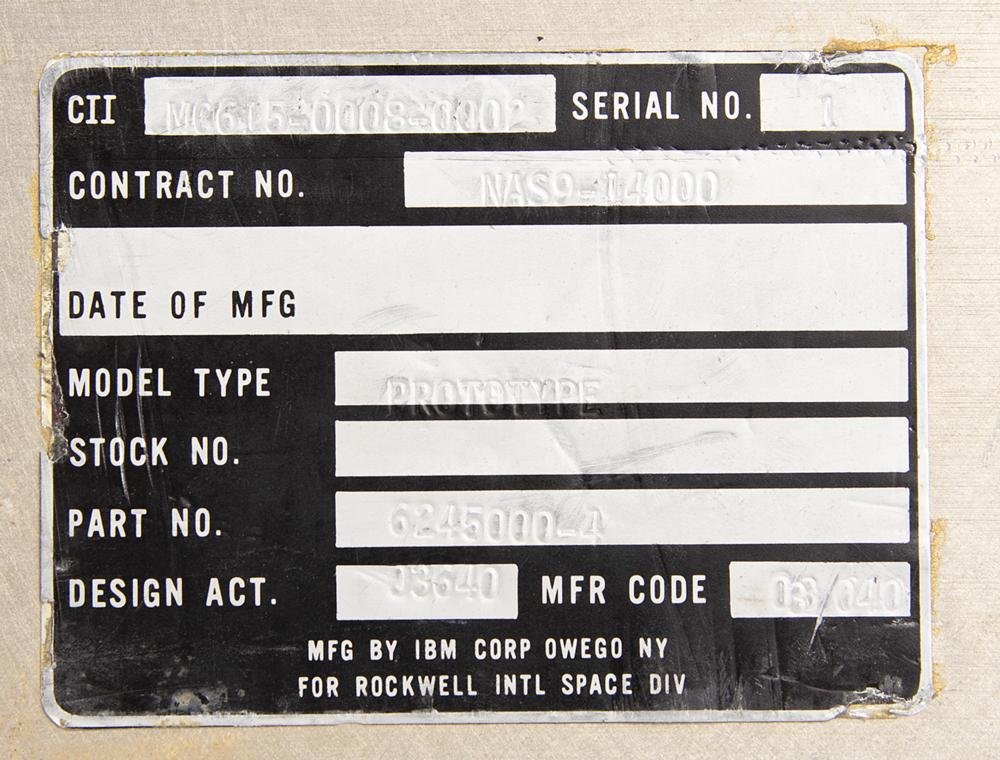 CII MC615-0008-0002 SERIAL NO. 1
CONTRACT NO. NAS9-14000
DATE OF MFG
MODEL TYPE PROTOTYPE
STOCK NO.
PART NO. 6245000-4
DESIGN ACT. 03640 MFR CODE 03/640
MFG BY IBM CORP OWEGO NY
FOR ROCKWELL INTL SPACE DIV